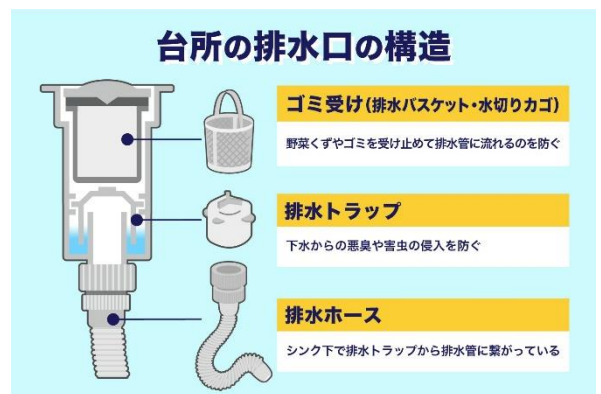 台所の排水口の構造
ゴミ受け(排水バスケット・水切りカゴ)
野菜くずやゴミを受け止めて排水管に流れるのを防ぐ
排水トラップ
下水からの悪臭や害虫の侵入を防ぐ
排水ホース
シンク下で排水トラップから排水管に繋がっている